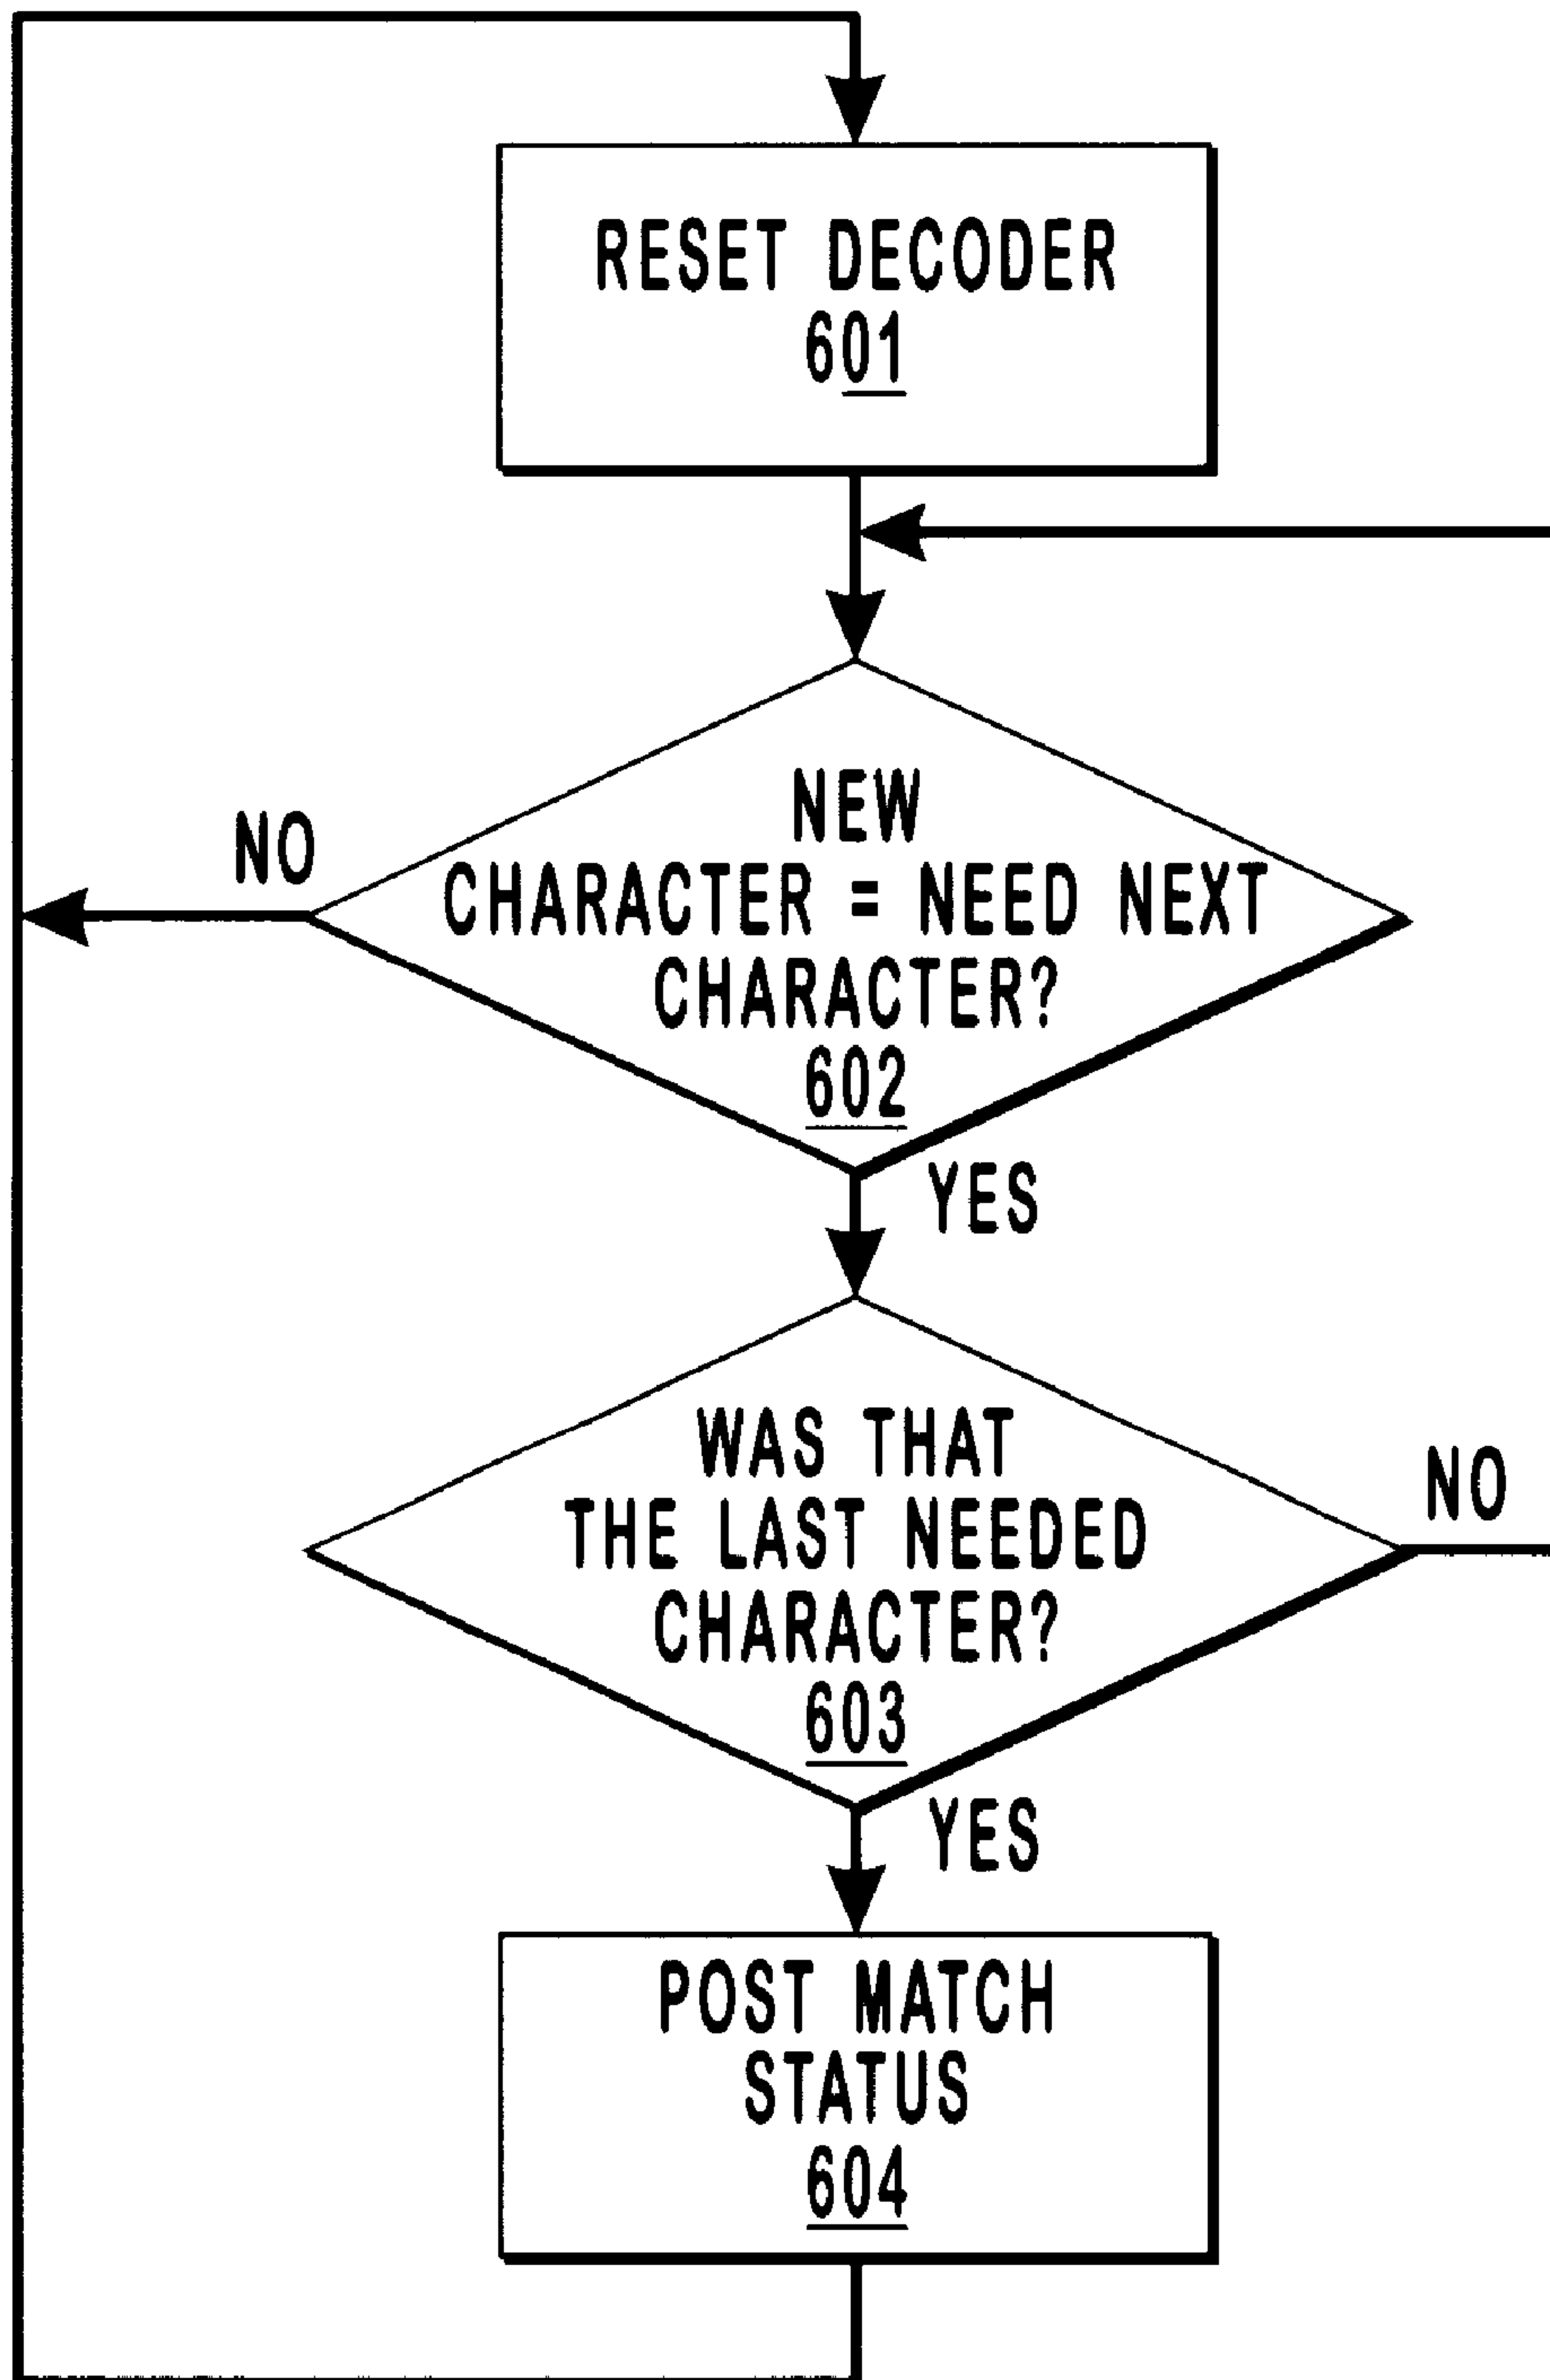 RESET DECODER
601
NEW
NO
CHARACTER = NEED NEXT
CHARACTER?
602
YES
WAS THAT
NO
THE LAST NEEDED
CHARACTER?
603
YES
POST MATCH
STATUS
604